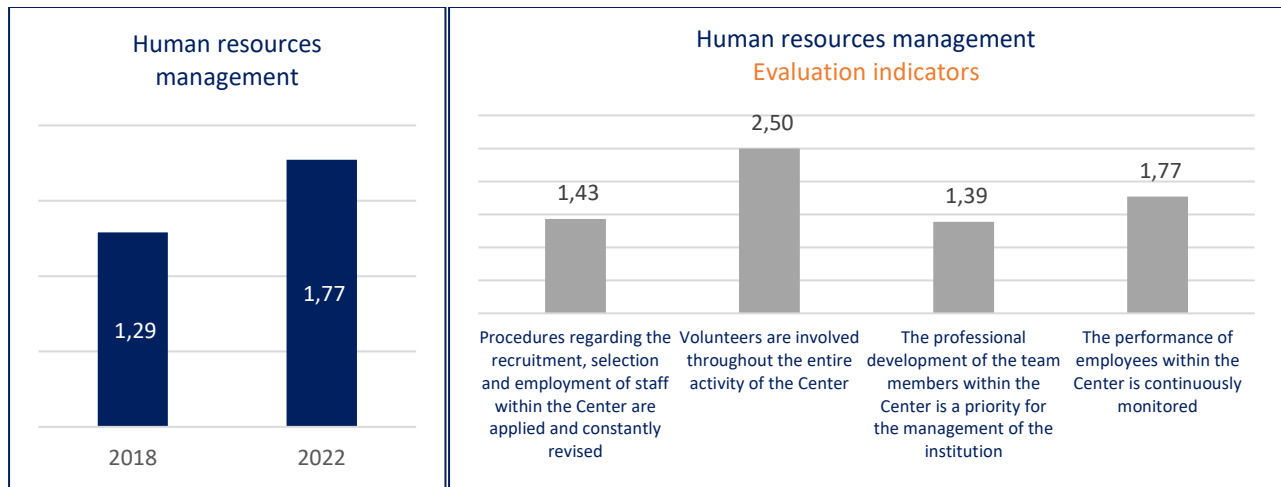 Human resources
management
1,29
1,77
2018
2022
Human resources management
Evaluation indicators
1,43
2,50
1,39
1,77
Procedures regarding the
recruitment, selection
and employment of staff
within the Center are
applied and constantly
revised
Volunteers are involved
throughout the entire
activity of the Center
The professional
development of the team
members within the
Center is a priority for
the management of the
institution
The performance of
employees within the
Center is continuously
monitored